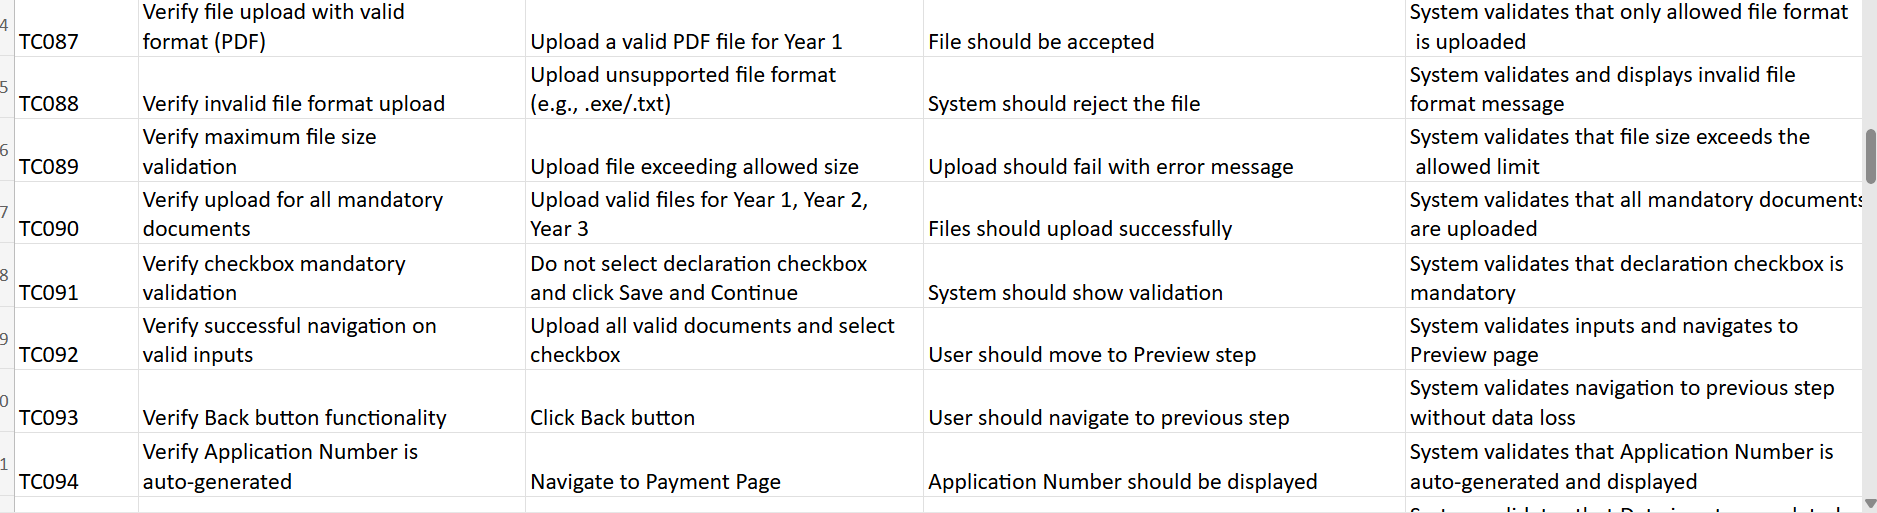 4
TC087
Verify file upload with valid
format (PDF)
Upload a valid PDF file for Year 1
File should be accepted
System validates that only allowed file format
is uploaded
5
TC088
Verify invalid file format upload
Upload unsupported file format
(e.g., .exe/.txt)
System should reject the file
System validates and displays invalid file
format message
6
TC089
Verify maximum file size
validation
Upload file exceeding allowed size
Upload should fail with error message
System validates that file size exceeds the
allowed limit
7
TC090
Verify upload for all mandatory
documents
Upload valid files for Year 1, Year 2,
Year 3
Files should upload successfully
System validates that all mandatory documents
are uploaded
8
TC091
Verify checkbox mandatory
validation
Do not select declaration checkbox
and click Save and Continue
System should show validation
System validates that declaration checkbox is
mandatory
9
TC092
Verify successful navigation on
valid inputs
Upload all valid documents and select
checkbox
User should move to Preview step
System validates inputs and navigates to
Preview page
0
TC093
Verify Back button functionality
Click Back button
User should navigate to previous step
System validates navigation to previous step
without data loss
1
TC094
Verify Application Number is
auto-generated
Navigate to Payment Page
Application Number should be displayed
System validates that Application Number is
auto-generated and displayed